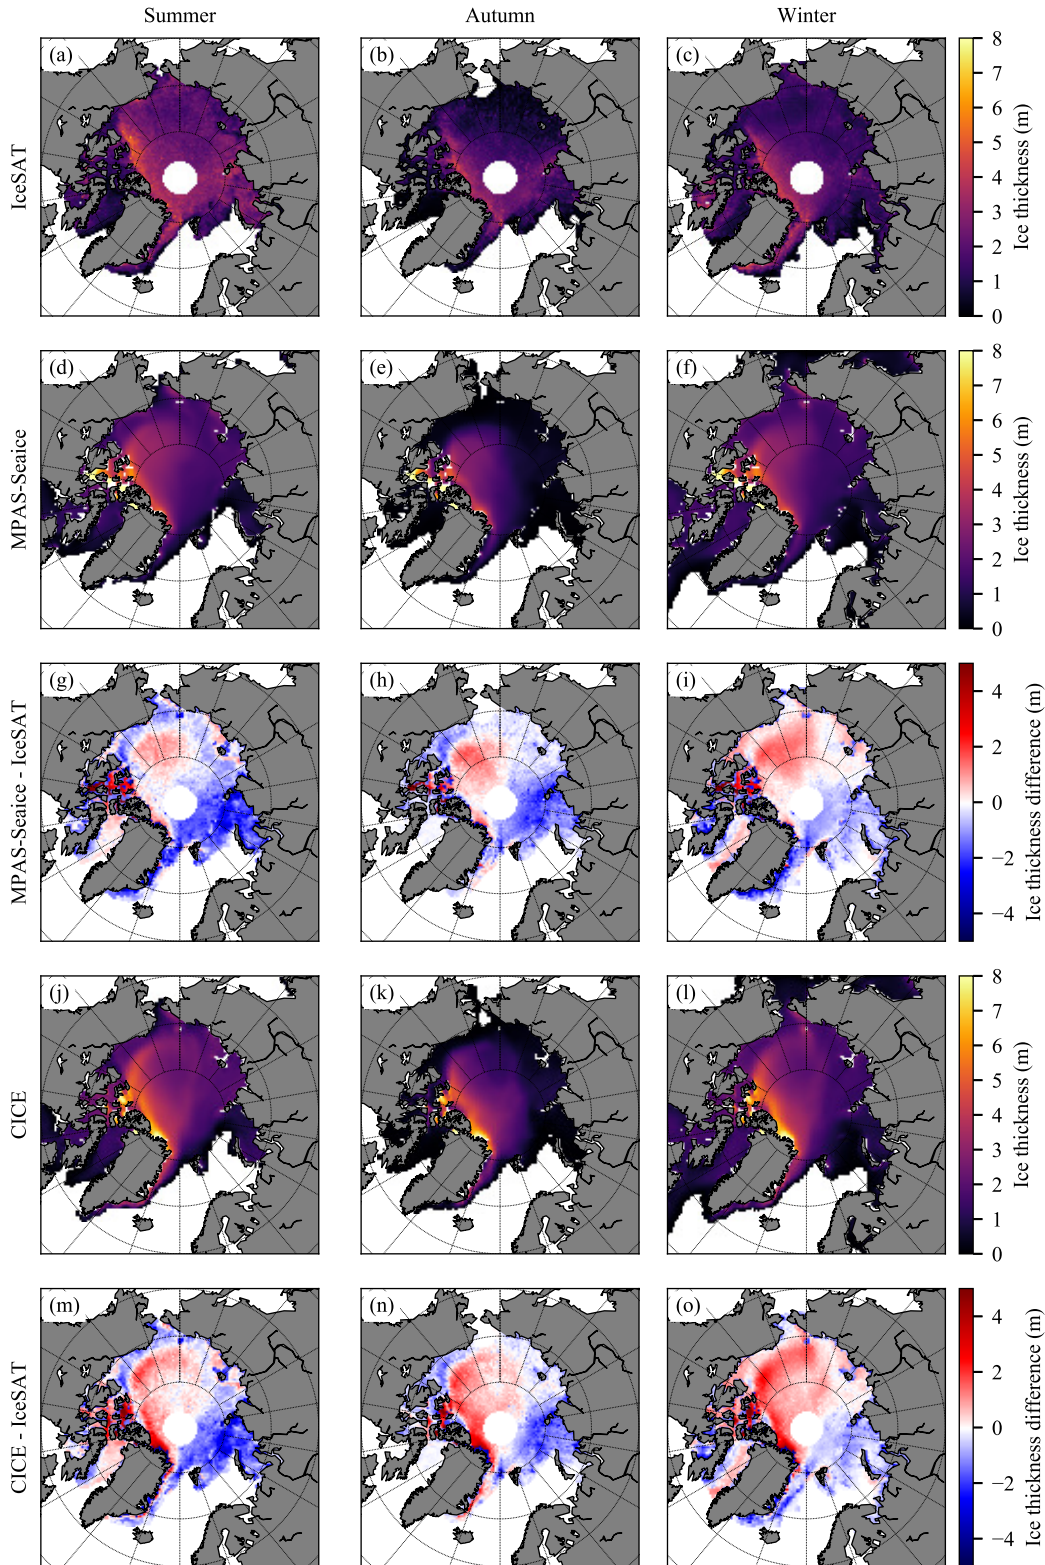 Summer Autumn Winter
IceSAT
(a) (b) (c)
8
7
6
5
4
3
2
1
0
Ice thickness (m)
MPAS-Seaice
(d) (e) (f)
8
7
6
5
4
3
2
1
0
Ice thickness (m)
MPAS-Seaice - IceSAT
(g) (h) (i)
4
2
0
−2
−4
Ice thickness difference (m)
CICE
(j) (k) (l)
8
7
6
5
4
3
2
1
0
Ice thickness (m)
CICE - IceSAT
(m) (n) (o)
4
2
0
−2
−4
Ice thickness difference (m)